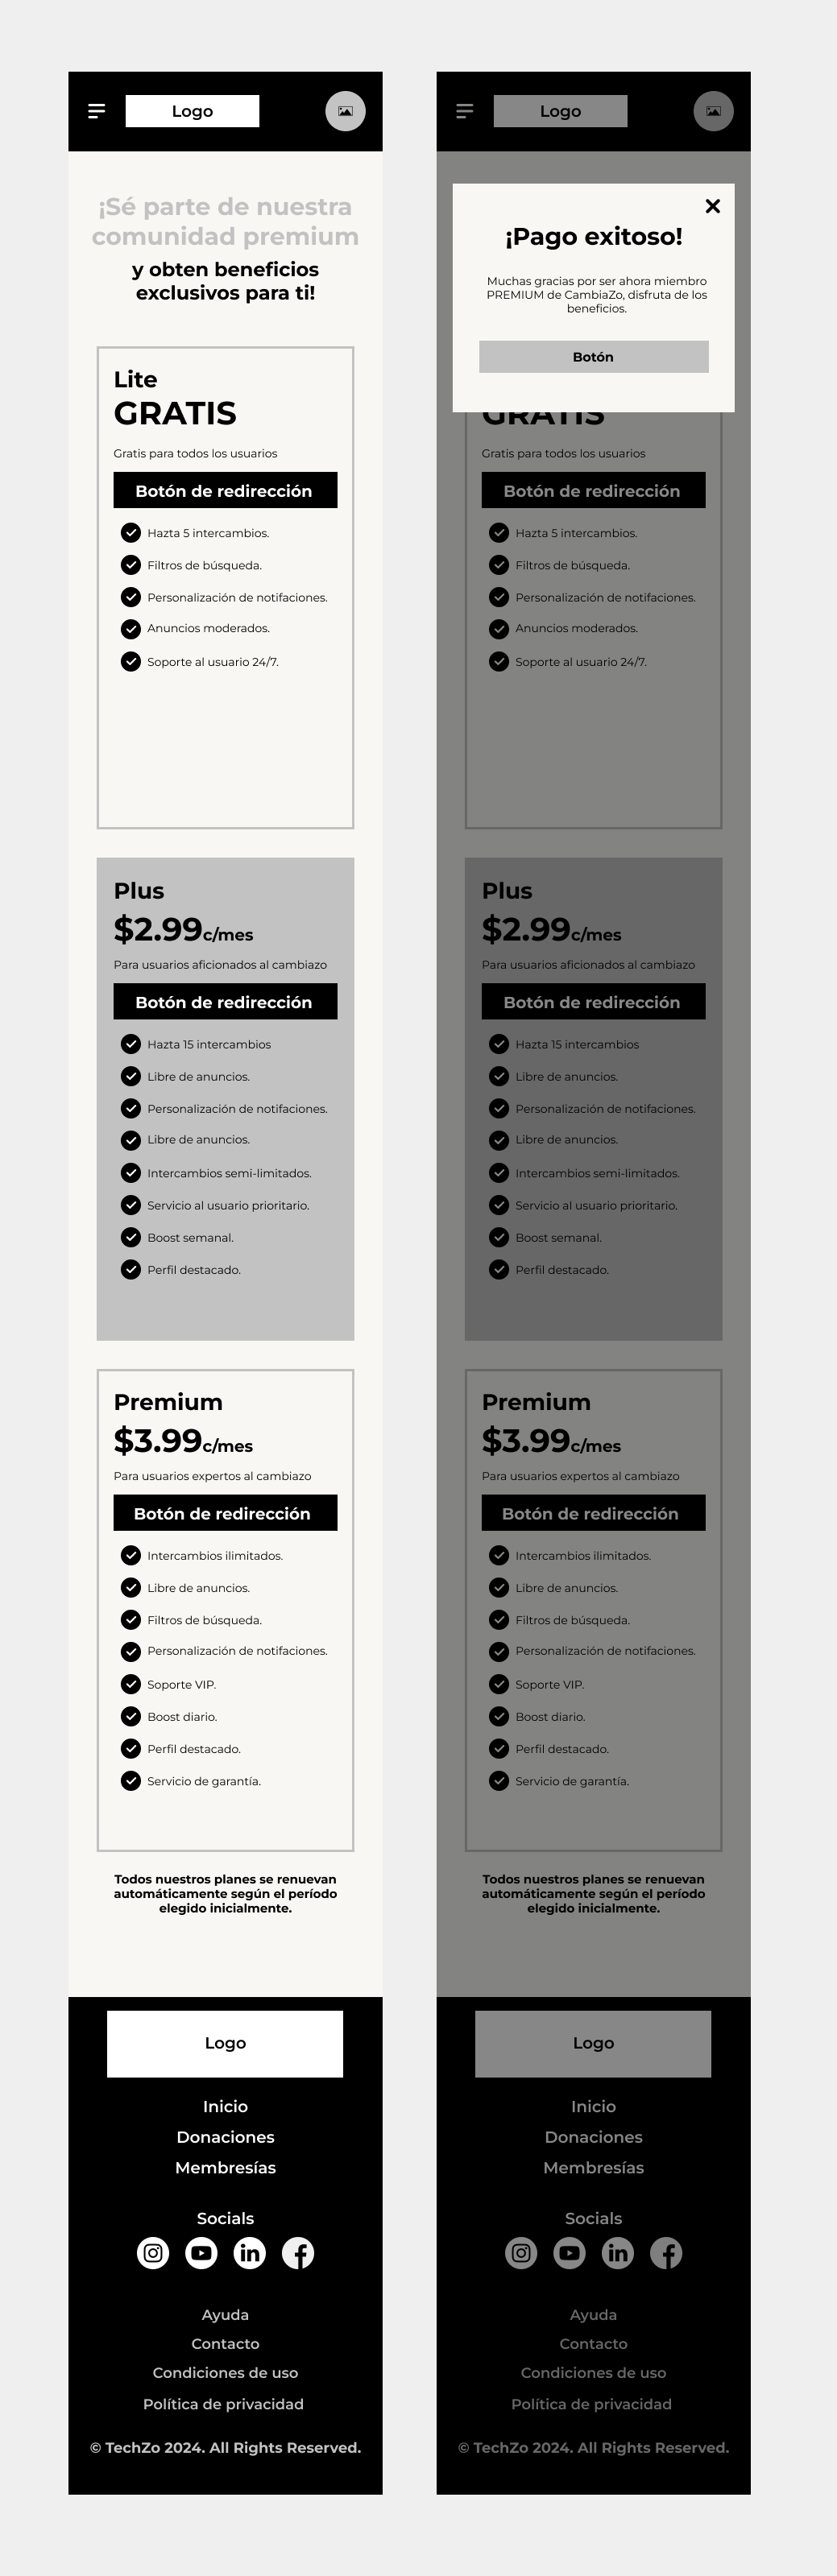 Logo
¡Sé parte de nuestra
comunidad premium
y obten beneficios
exclusivos para ti!
Lite
GRATIS
Gratis para todos los usuarios
Botón de redirección
Hazta 5 intercambios.
Filtros de búsqueda.
Personalización de notifaciones.
Anuncios moderados.
Soporte al usuario 24/7.
Plus
$2.99c/mes
Para usuarios aficionados al cambiazo
Botón de redirección
Hazta 15 intercambios
Libre de anuncios.
Personalización de notifaciones.
Libre de anuncios.
Intercambios semi-limitados.
Servicio al usuario prioritario.
Boost semanal.
Perfil destacado.
Premium
$3.99c/mes
Para usuarios expertos al cambiazo
Botón de redirección
Intercambios ilimitados.
Libre de anuncios.
Filtros de búsqueda.
Personalización de notifaciones.
Soporte VIP.
Boost diario.
Perfil destacado.
Servicio de garantía.
Todos nuestros planes se renuevan
automáticamente según el período
elegido inicialmente.
Logo
Inicio
Donaciones
Membresías
Socials
Ayuda
Contacto
Condiciones de uso
Política de privacidad
© TechZo 2024. All Rights Reserved.
Logo
¡Pago exitoso!
Muchas gracias por ser ahora miembro
PREMIUM de CambiaZo, disfruta de los
beneficios.
Botón
GRATIS
Gratis para todos los usuarios
Botón de redirección
Hazta 5 intercambios.
Filtros de búsqueda.
Personalización de notifaciones.
Anuncios moderados.
Soporte al usuario 24/7.
Plus
$2.99c/mes
Para usuarios aficionados al cambiazo
Botón de redirección
Hazta 15 intercambios
Libre de anuncios.
Personalización de notifaciones.
Libre de anuncios.
Intercambios semi-limitados.
Servicio al usuario prioritario.
Boost semanal.
Perfil destacado.
Premium
$3.99c/mes
Para usuarios expertos al cambiazo
Botón de redirección
Intercambios ilimitados.
Libre de anuncios.
Filtros de búsqueda.
Personalización de notifaciones.
Soporte VIP.
Boost diario.
Perfil destacado.
Servicio de garantía.
Todos nuestros planes se renuevan
automáticamente según el período
elegido inicialmente.
Logo
Inicio
Donaciones
Membresías
Socials
Ayuda
Contacto
Condiciones de uso
Política de privacidad
© TechZo 2024. All Rights Reserved.